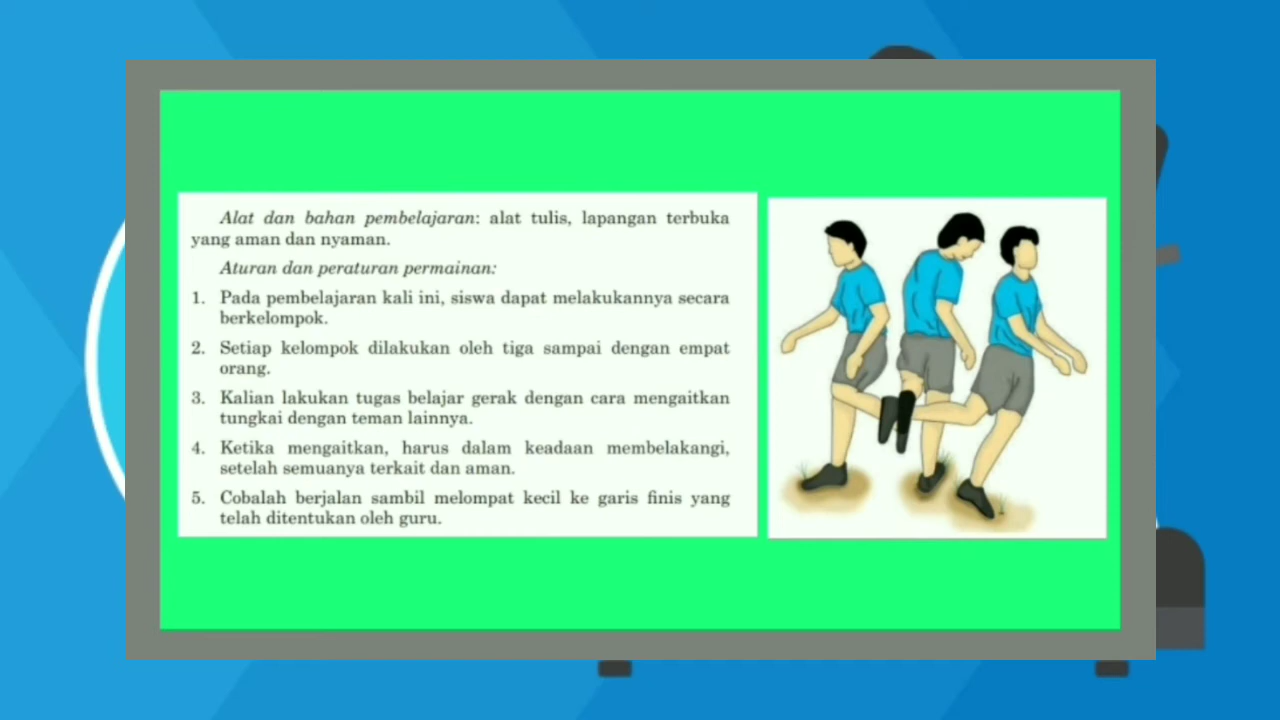 Alat dan bahan pembelajaran: alat tulis, lapangan terbuka
yang aman dan nyaman.
Aturan dan peraturan permainan:
1. Pada pembelajaran kali ini, siswa dapat melakukannya secara
berkelompok.
2. Setiap kelompok dilakukan oleh tiga sampai dengan empat
orang.
3. Kalian lakukan tugas belajar gerak dengan cara mengaitkan
tungkai dengan teman lainnya.
4. Ketika mengaitkan, harus dalam keadaan membelakangi,
setelah semuanya terkait dan aman.
5. Cobalah berjalan sambil melompat kecil ke garis finis yang
telah ditentukan oleh guru.